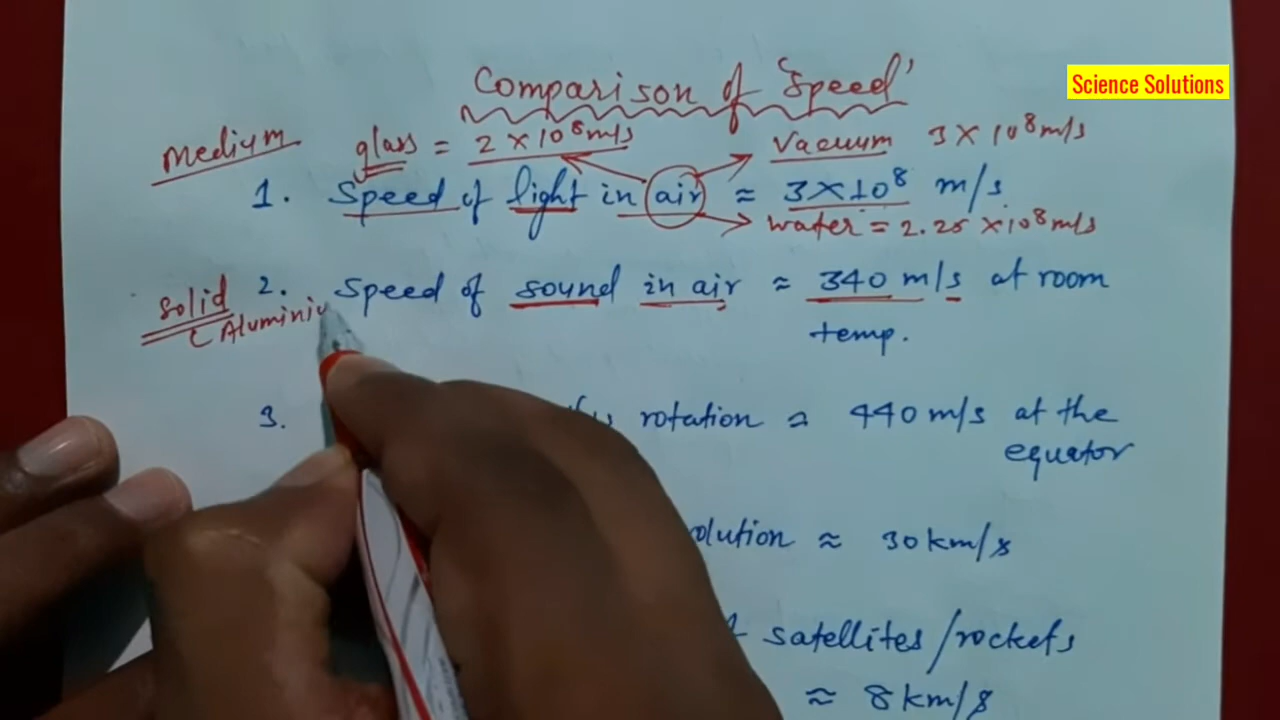 Comparison of 'Speed'
Science Solutions
Medium glass = 2 × 10⁸ m/s Vacuum 3 × 10⁸ m/s
1. Speed of light in air ≈ 3×10⁸ m/s
water = 2.25 ×10⁸ m/s
Solid 2. Speed of sound in air ≈ 340 m/s at room
Aluminiu temp.
3. rotation ≈ 440 m/s at the
equator
olution ≈ 30 km/s
satellites/rockets
≈ 8 km/s